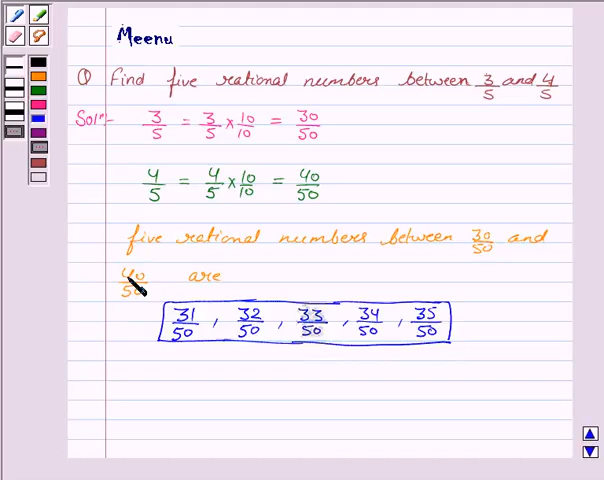 Meenu
Q Find five rational numbers between 3/5 and 4/5
Solⁿ- 3/5 = 3/5 × 10/10 = 30/50
4/5 = 4/5 × 10/10 = 40/50
five rational numbers between 30/50 and
40/50 are
31/50 , 32/50 , 33/50 , 34/50 , 35/50